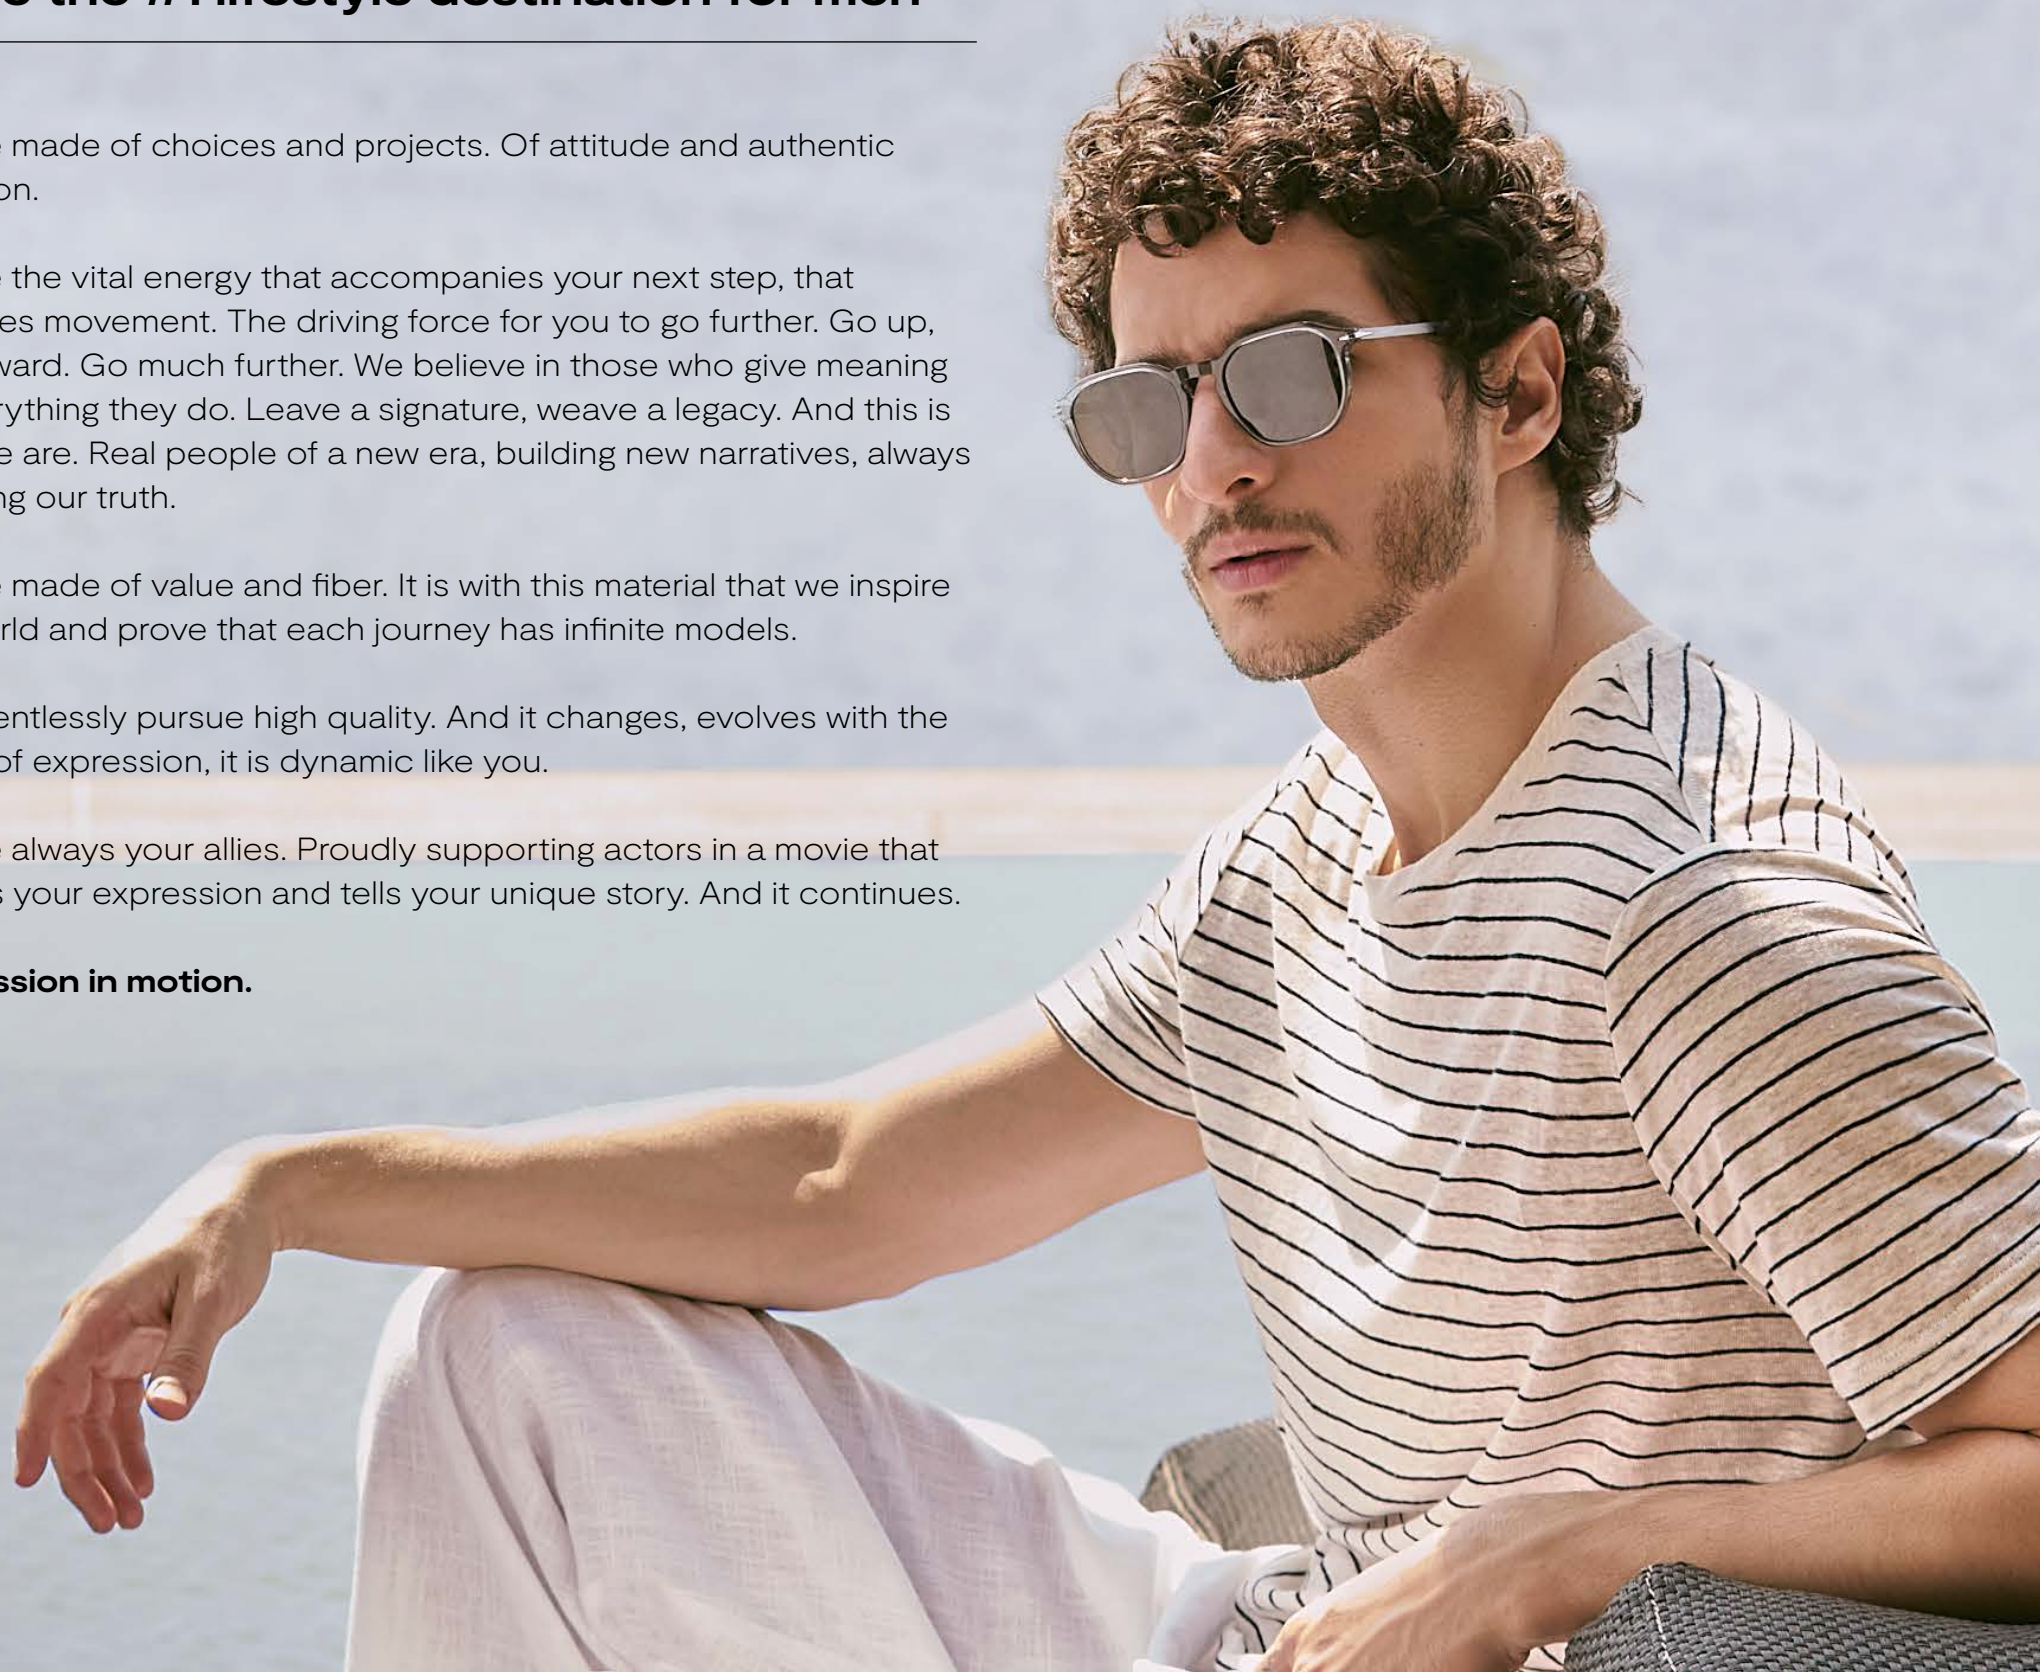 the #1 lifestyle destination for men
made of choices and projects. Of attitude and authentic
on.
the vital energy that accompanies your next step, that
es movement. The driving force for you to go further. Go up,
ward. Go much further. We believe in those who give meaning
rything they do. Leave a signature, weave a legacy. And this is
e are. Real people of a new era, building new narratives, always
ng our truth.
made of value and fiber. It is with this material that we inspire
rld and prove that each journey has infinite models.
entlessly pursue high quality. And it changes, evolves with the
of expression, it is dynamic like you.
always your allies. Proudly supporting actors in a movie that
s your expression and tells your unique story. And it continues.
ssion in motion.